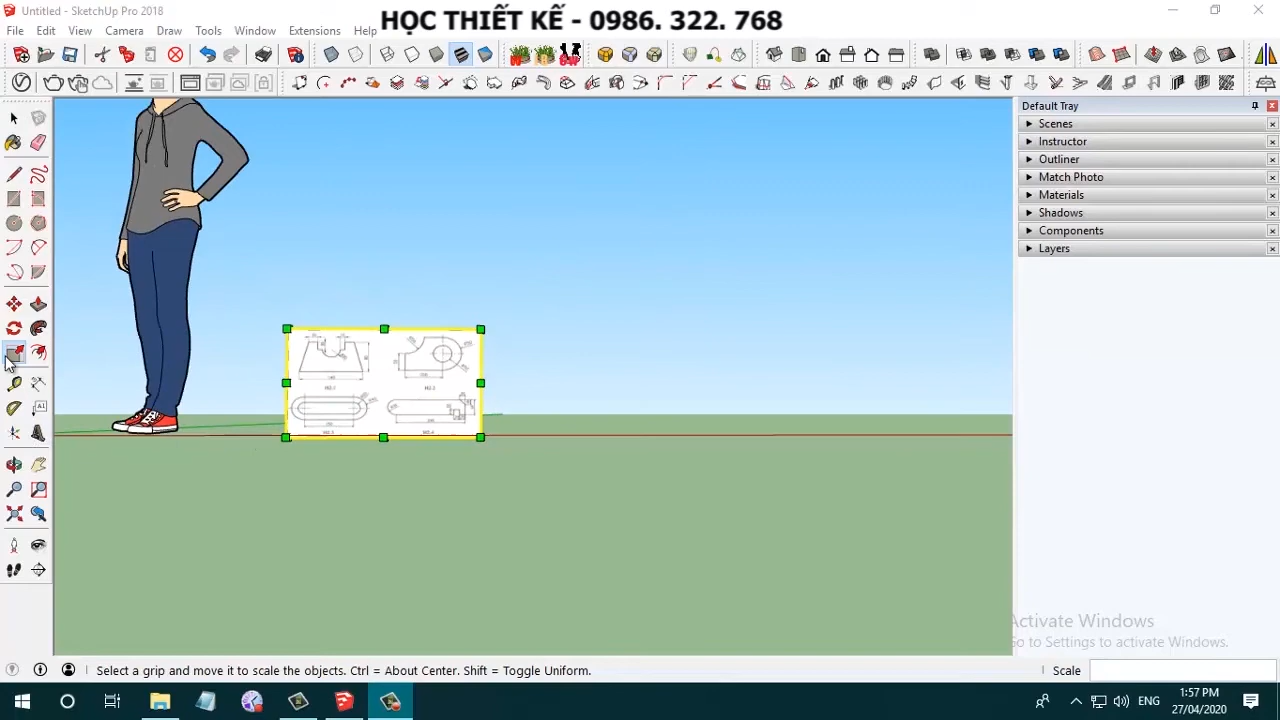 Untitled - SketchUp Pro 2018
HỌC THIẾT KẾ - 0986. 322. 768
File Edit View Camera Draw Tools Window Extensions Help
Default Tray
Scenes
Instructor
Outliner
Match Photo
Materials
Shadows
Components
Layers
Activate Windows
Go to Settings to activate Windows.
Select a grip and move it to scale the objects. Ctrl = About Center. Shift = Toggle Uniform.
Scale
ENG
1:57 PM
27/04/2020